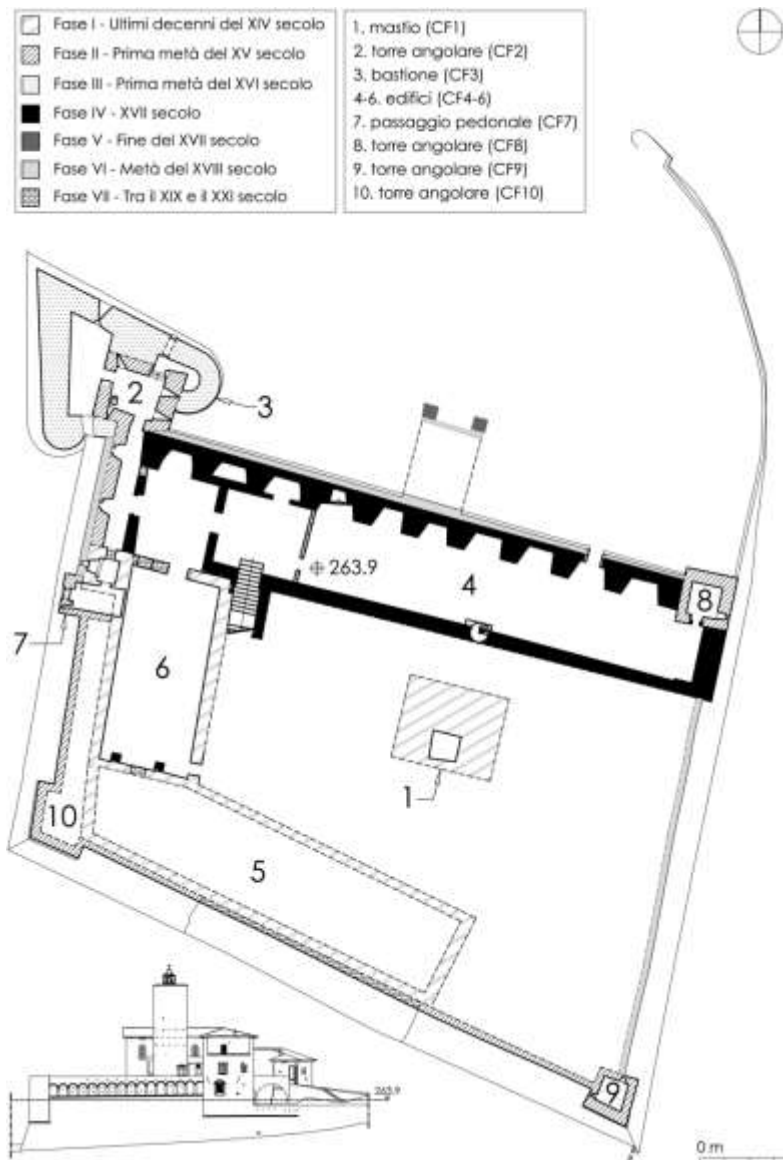 Fase I - Ultimi decenni del XIV secolo
Fase II - Prima metà del XV secolo
Fase III - Prima metà del XVI secolo
Fase IV - XVII secolo
Fase V - Fine del XVII secolo
Fase VI - Metà del XVIII secolo
Fase VII - Tra il XIX e il XXI secolo
1. mastio (CF1)
2. torre angolare (CF2)
3. bastione (CF3)
4-6. edifici (CF4-6)
7. passaggio pedonale (CF7)
8. torre angolare (CF8)
9. torre angolare (CF9)
10. torre angolare (CF10)
2
3
263.9
4
8
7
6
1
10
5
263.9
9
0 m